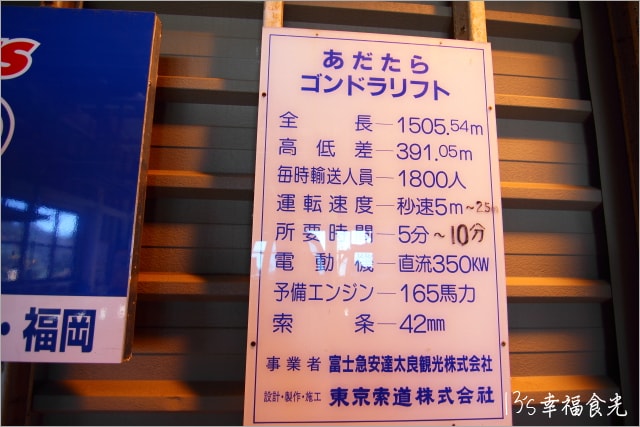 S
・福岡
あだたら
ゴンドラリフト
全長—1505.54m
高低差—391.05m
毎時輸送人員—1800人
運転速度—秒速5m~2.5m
所要時間—5分~10分
電動機—直流350KW
予備エンジン—165馬力
索条—42mm
事業者 富士急安達太良観光株式会社
設計・製作・施工 東京索道株式会社
13's幸福食光